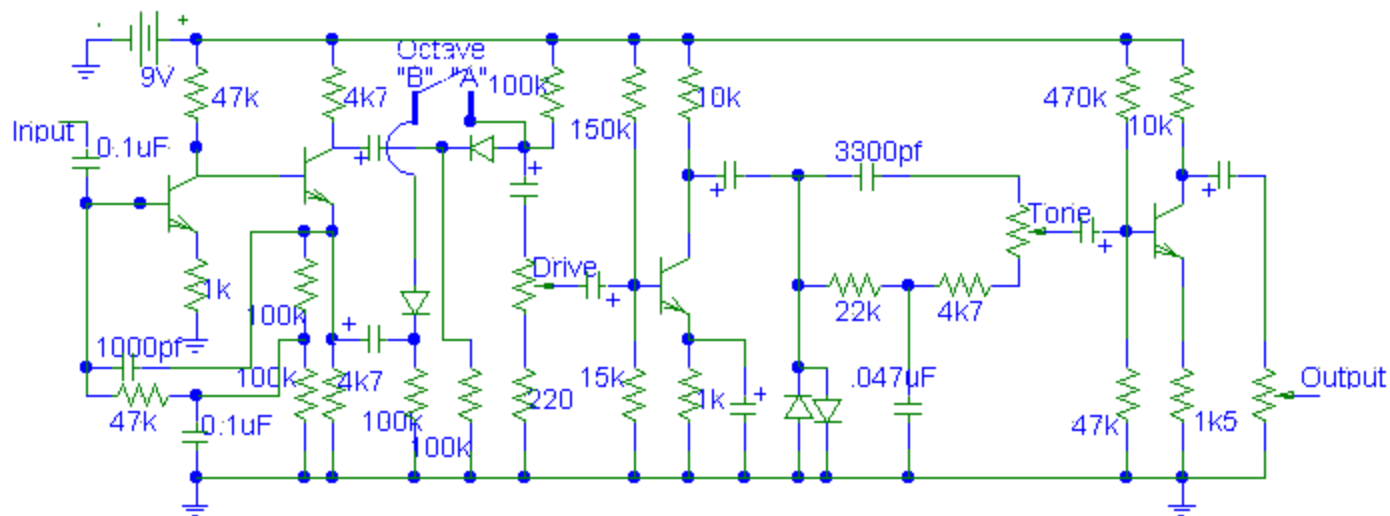 Octave
"B" "A"
9V
47k
4k7
100k
10k
470k
Input
0.1uF
150k
10k
3300pf
Tone
Drive
1k
100k
22k
4k7
1000pf
100k
4k7
15k
.047uF
Output
220
1k
47k
0.1uF
100k
47k
1k5
100k